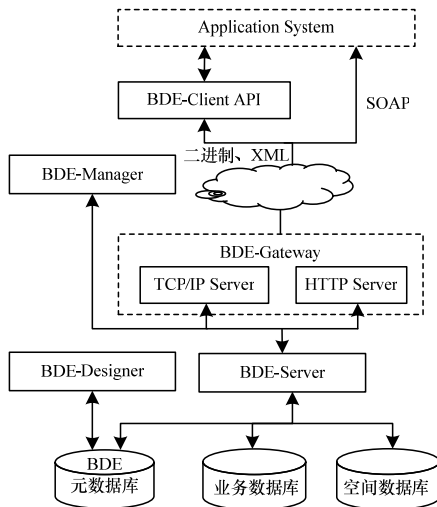 Application System
BDE-Client API
SOAP
二进制、XML
BDE-Manager
BDE-Gateway
TCP/IP Server
HTTP Server
BDE-Designer
BDE-Server
BDE
元数据库
业务数据库
空间数据库